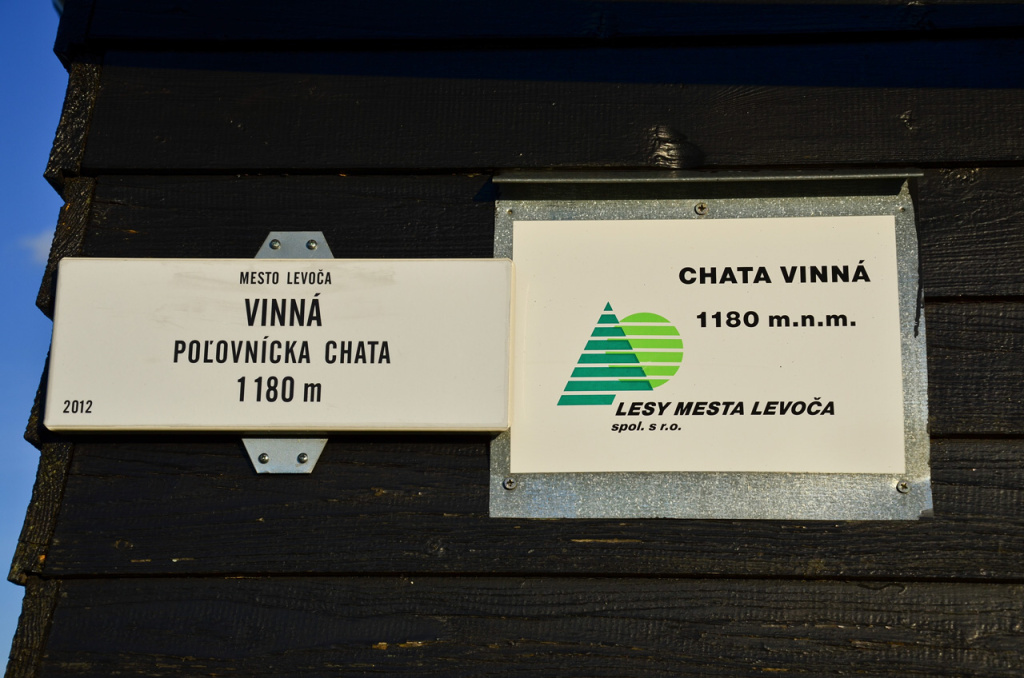 MESTO LEVOČA
VINNÁ
POĽOVNÍCKA CHATA
1180 m
2012
CHATA VINNÁ
1180 m.n.m.
LESY MESTA LEVOČA
spol. s r.o.